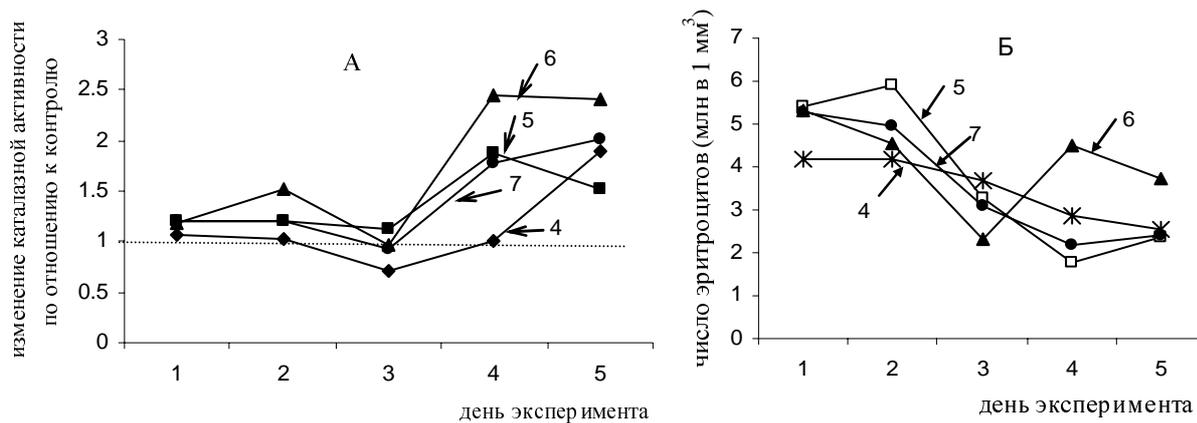 изменение каталазной активности
по отношению к контролю
3
2.5
2
1.5
1
0.5
0
А
6
5
7
4
1 2 3 4 5
день эксперимента
число эритроцитов (млн в 1 мм³)
7
6
5
4
3
2
1
0
Б
5
7
6
4
1 2 3 4 5
день эксперимента